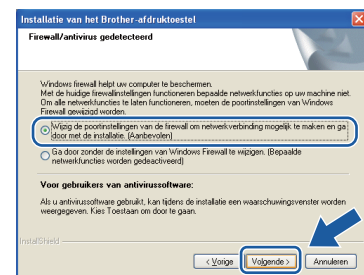 Installatie van het Brother-afdruktoestel
Firewall/antivirus gedetecteerd
Windows firewall helpt uw computer te beschermen.
Met de huidige firewallinstellingen functioneren bepaalde netwerkfuncties op uw machine niet.
Om alle netwerkfuncties te laten functioneren, moeten de poortinstellingen van Windows
Firewall gewijzigd worden.
Wijzig de poortinstellingen van de firewall om netwerkverbinding mogelijk te maken en ga
door met de installatie. (Aanbevolen)
Ga door zonder de instellingen van Windows Firewall te wijzigen. (Bepaalde
netwerkfuncties worden gedeactiveerd)
Voor gebruikers van antivirussoftware:
Als u antivirussoftware gebruikt, kan tijdens de installatie een waarschuwingsvenster worden
weergegeven. Kies Toestaan om door te gaan.
InstallShield
< Vorige
Volgende >
Annuleren